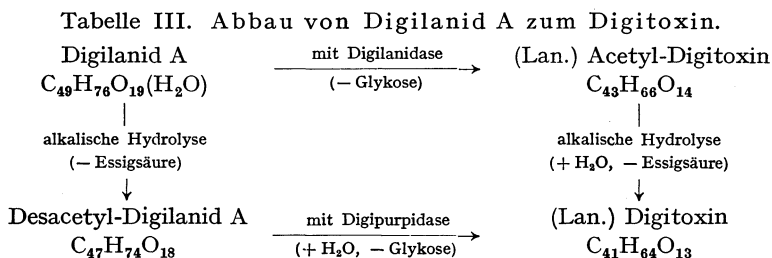 Tabelle III. Abbau von Digilanid A zum Digitoxin.
Digilanid A mit Digilanidase (Lan.) Acetyl-Digitoxin
C₄₉H₇₆O₁₉(H₂O) (— Glykose) C₄₃H₆₆O₁₄
alkalische Hydrolyse alkalische Hydrolyse
(— Essigsäure) (+ H₂O, — Essigsäure)
Desacetyl-Digilanid A mit Digipurpidase (Lan.) Digitoxin
C₄₇H₇₄O₁₈ (+ H₂O, — Glykose) C₄₁H₆₄O₁₃